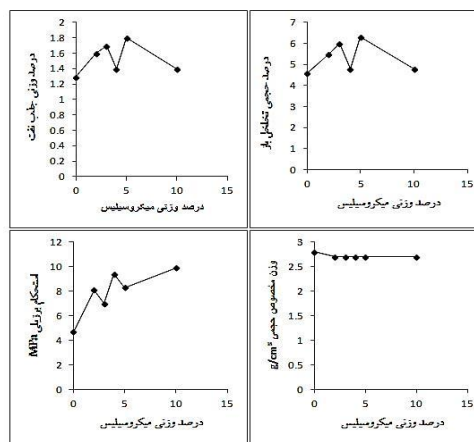 درصد وزنی جذب نفت
2
1.8
1.6
1.4
1.2
1
0.8
0.6
0.4
0.2
0
0 5 10 15
درصد وزنی میکروسیلیس
درصد حجمی تخلخل باز
7
6
5
4
3
2
1
0
0 5 10 15
درصد وزنی میکروسیلیس
استحکام برزیلی MPa
12
10
8
6
4
2
0
0 5 10 15
درصد وزنی میکروسیلیس
وزن مخصوص حجمی g/cm³
3
2.5
2
1.5
1
0.5
0
0 5 10 15
درصد وزنی میکروسیلیس